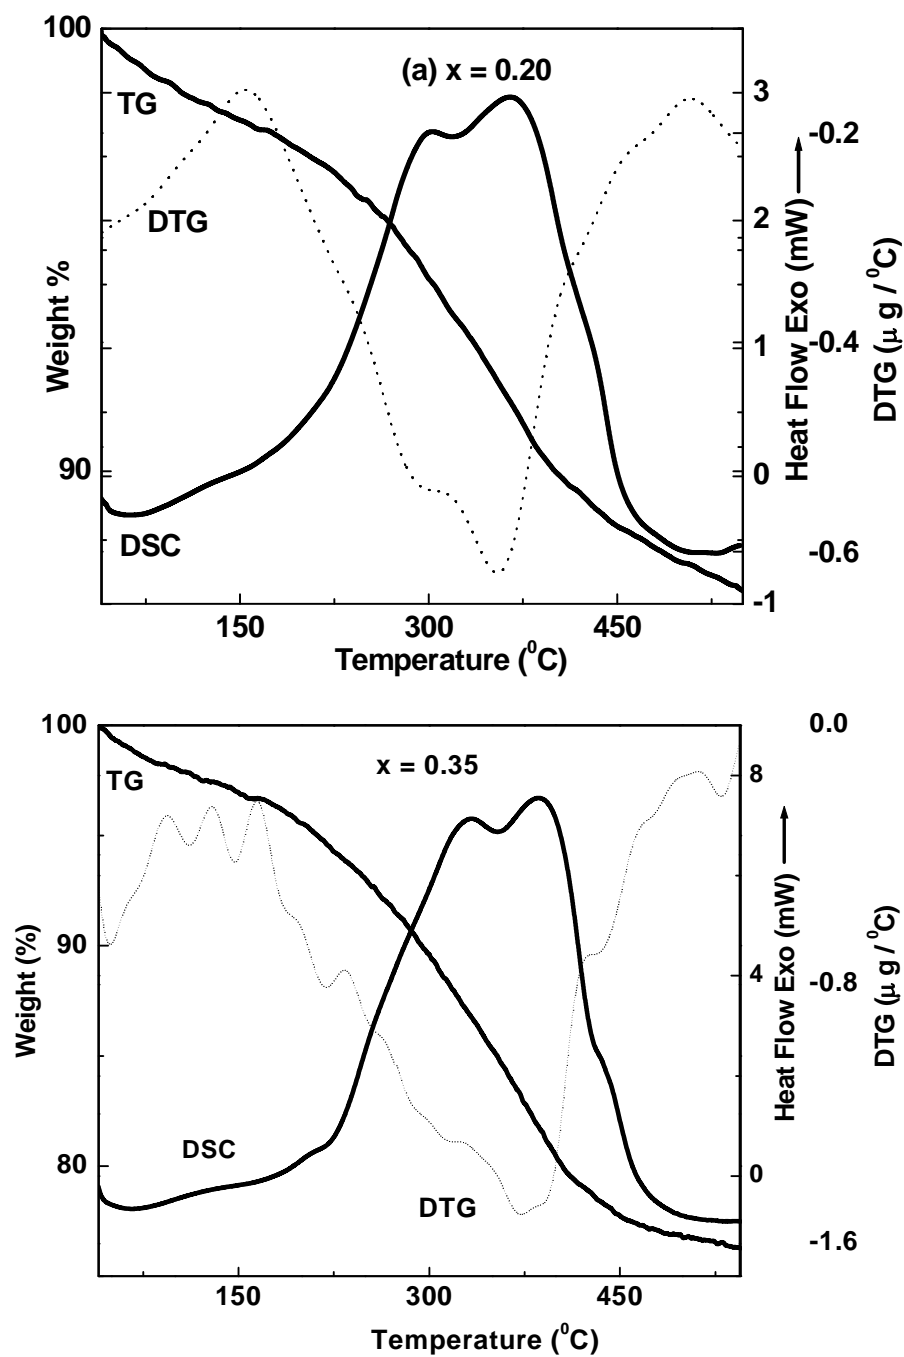 100
(a) x = 0.20
TG
DTG
DSC
90
Weight %
3
2
1
0
-1
Heat Flow Exo (mW)
-0.2
-0.4
-0.6
DTG (μ g / ⁰C)
150
300
450
Temperature (⁰C)
100
x = 0.35
TG
90
80
DSC
DTG
Weight (%)
8
4
0
Heat Flow Exo (mW)
0.0
-0.8
-1.6
DTG (μ g / ⁰C)
150
300
450
Temperature (⁰C)